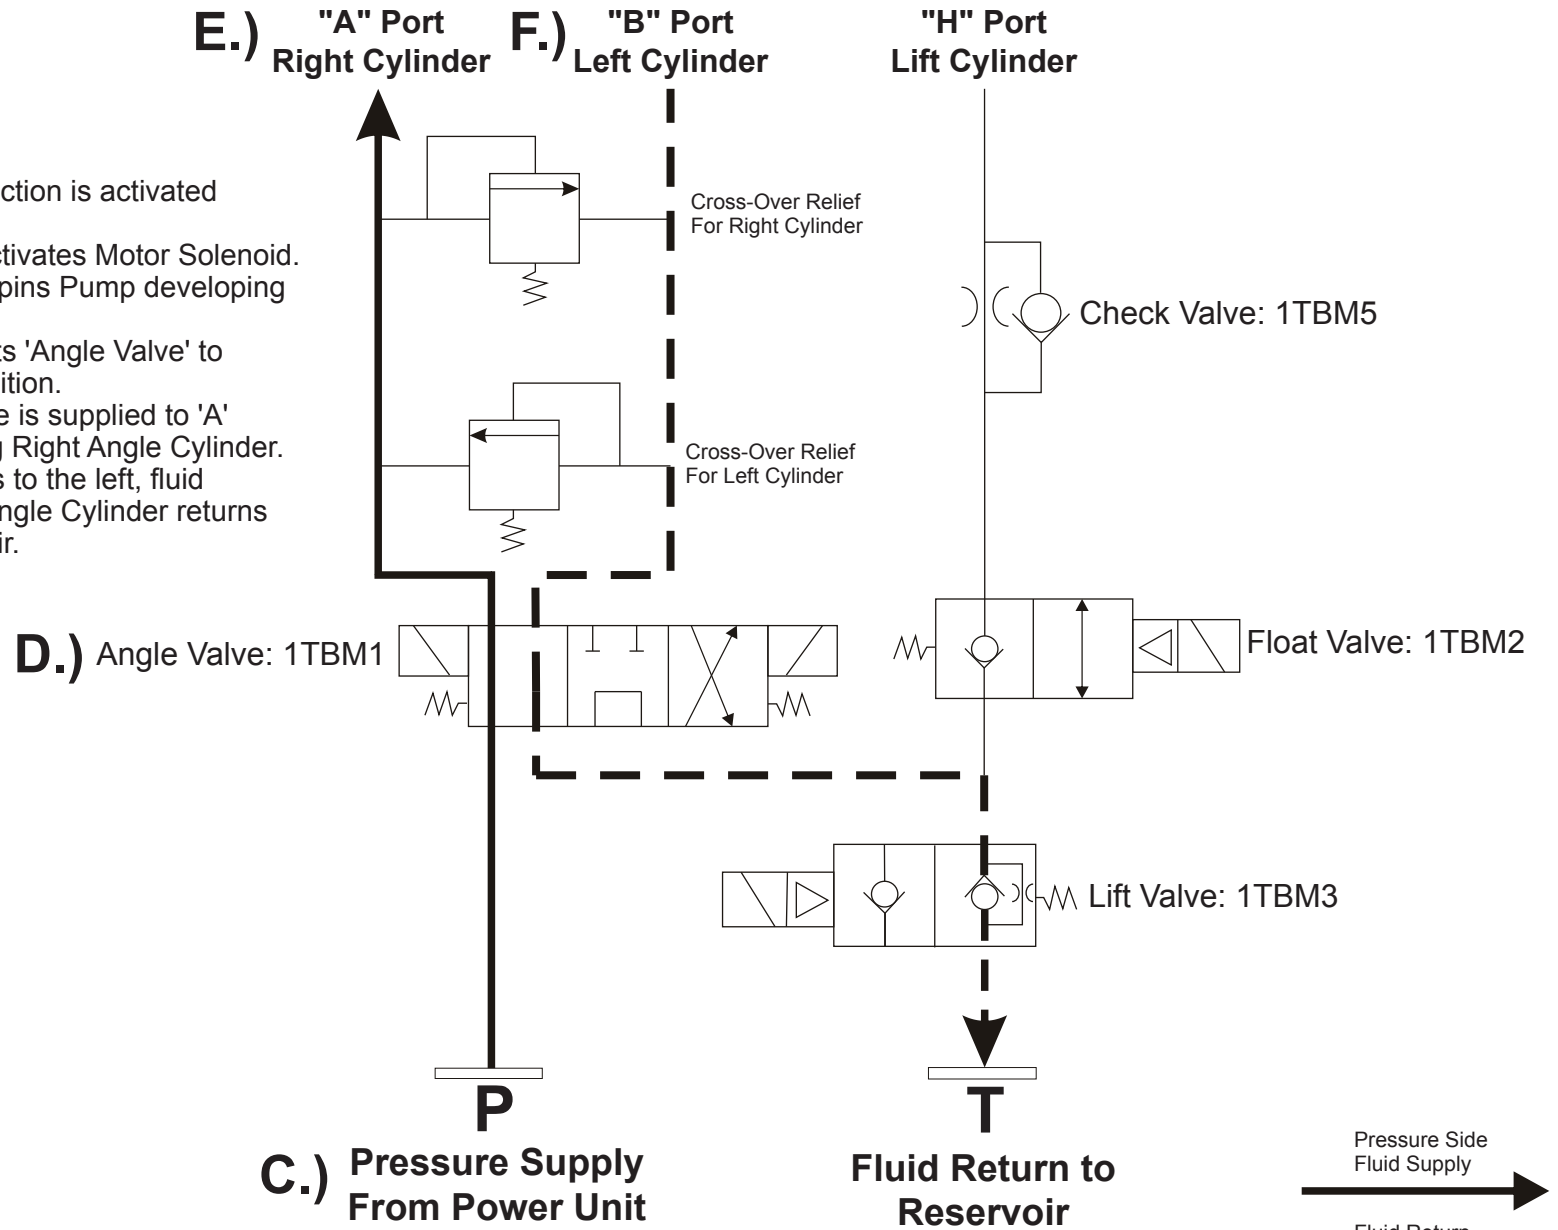 E.) "A" Port F.) "B" Port "H" Port
Right Cylinder Left Cylinder Lift Cylinder
ction is activated
ctivates Motor Solenoid.
pins Pump developing
ts 'Angle Valve' to
ition.
e is supplied to 'A'
g Right Angle Cylinder.
s to the left, fluid
ngle Cylinder returns
ir.
Cross-Over Relief
For Right Cylinder
Check Valve: 1TBM5
Cross-Over Relief
For Left Cylinder
D.) Angle Valve: 1TBM1
Float Valve: 1TBM2
Lift Valve: 1TBM3
P
C.) Pressure Supply
From Power Unit
T
Fluid Return to
Reservoir
Pressure Side
Fluid Supply
Fluid Return